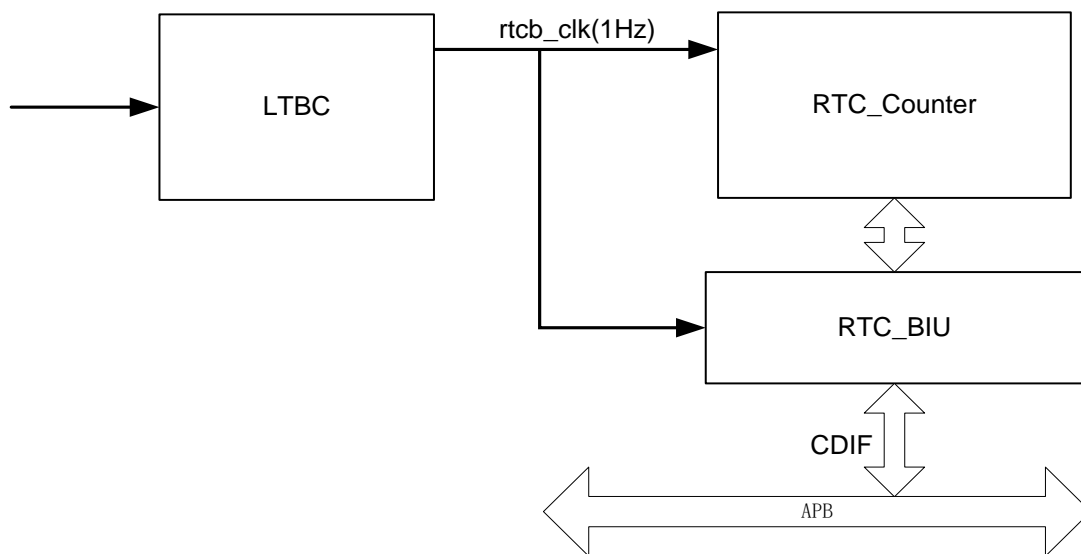 rtcb_clk(1Hz)
LTBC
RTC_Counter
RTC_BIU
CDIF
APB